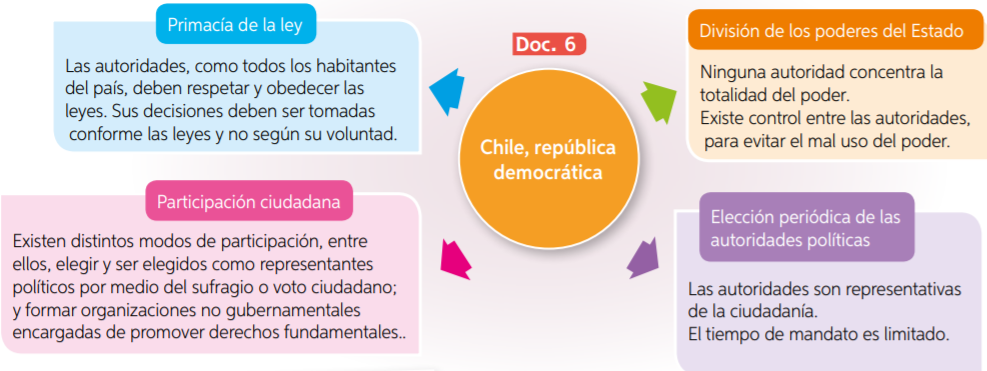 Primacía de la ley
Las autoridades, como todos los habitantes
del país, deben respetar y obedecer las
leyes. Sus decisiones deben ser tomadas
conforme las leyes y no según su voluntad.
Participación ciudadana
Existen distintos modos de participación, entre
ellos, elegir y ser elegidos como representantes
políticos por medio del sufragio o voto ciudadano;
y formar organizaciones no gubernamentales
encargadas de promover derechos fundamentales..
Doc. 6
Chile, república
democrática
División de los poderes del Estado
Ninguna autoridad concentra la
totalidad del poder.
Existe control entre las autoridades,
para evitar el mal uso del poder.
Elección periódica de las
autoridades políticas
Las autoridades son representativas
de la ciudadanía.
El tiempo de mandato es limitado.